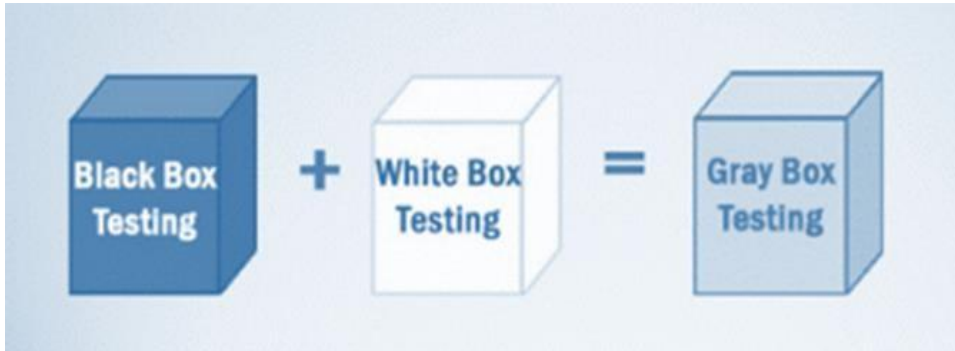 Black Box
Testing
+
White Box
Testing
=
Gray Box
Testing